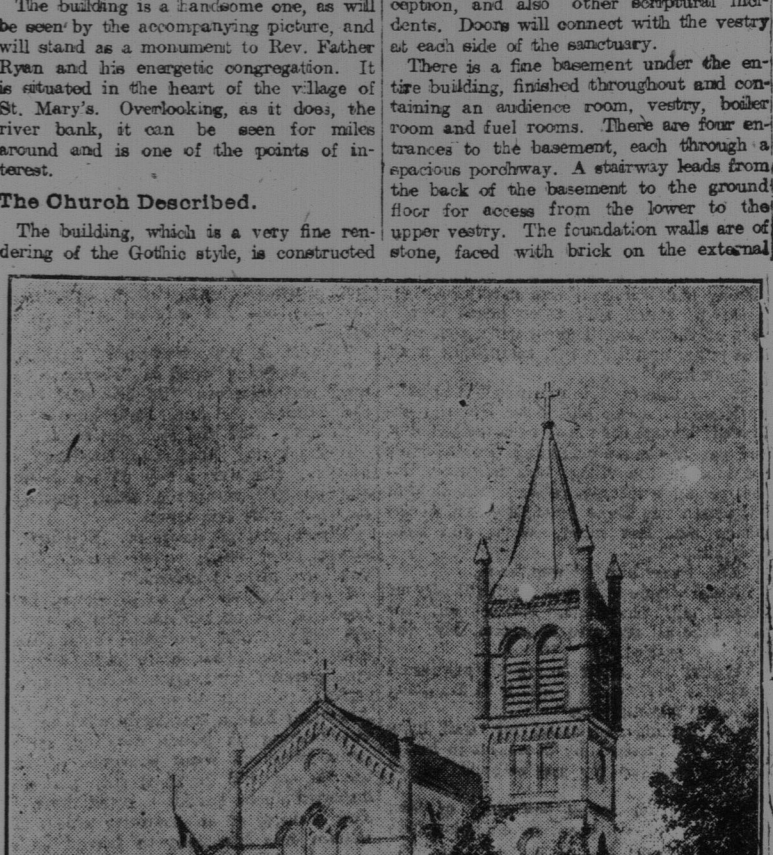 The building is a handsome one, as will
be seen by the accompanying picture, and
will stand as a monument to Rev. Father
Ryan and his energetic congregation. It
is situated in the heart of the village of
St. Mary's. Overlooking, as it does, the
river bank, it can be seen for miles
around and is one of the points of in-
terest.
The Church Described.
The building, which is a very fine ren-
dering of the Gothic style, is constructed
ception, and also other scriptural inci-
dents. Doors will connect with the vestry
at each side of the sanctuary.
There is a fine basement under the en-
tire building, finished throughout and con-
taining an audience room, vestry, boiler
room and fuel rooms. There are four en-
trances to the basement, each through a
spacious porchway. A stairway leads from
the back of the basement to the ground
floor for access from the lower to the
upper vestry. The foundation walls are of
stone, faced with brick on the external